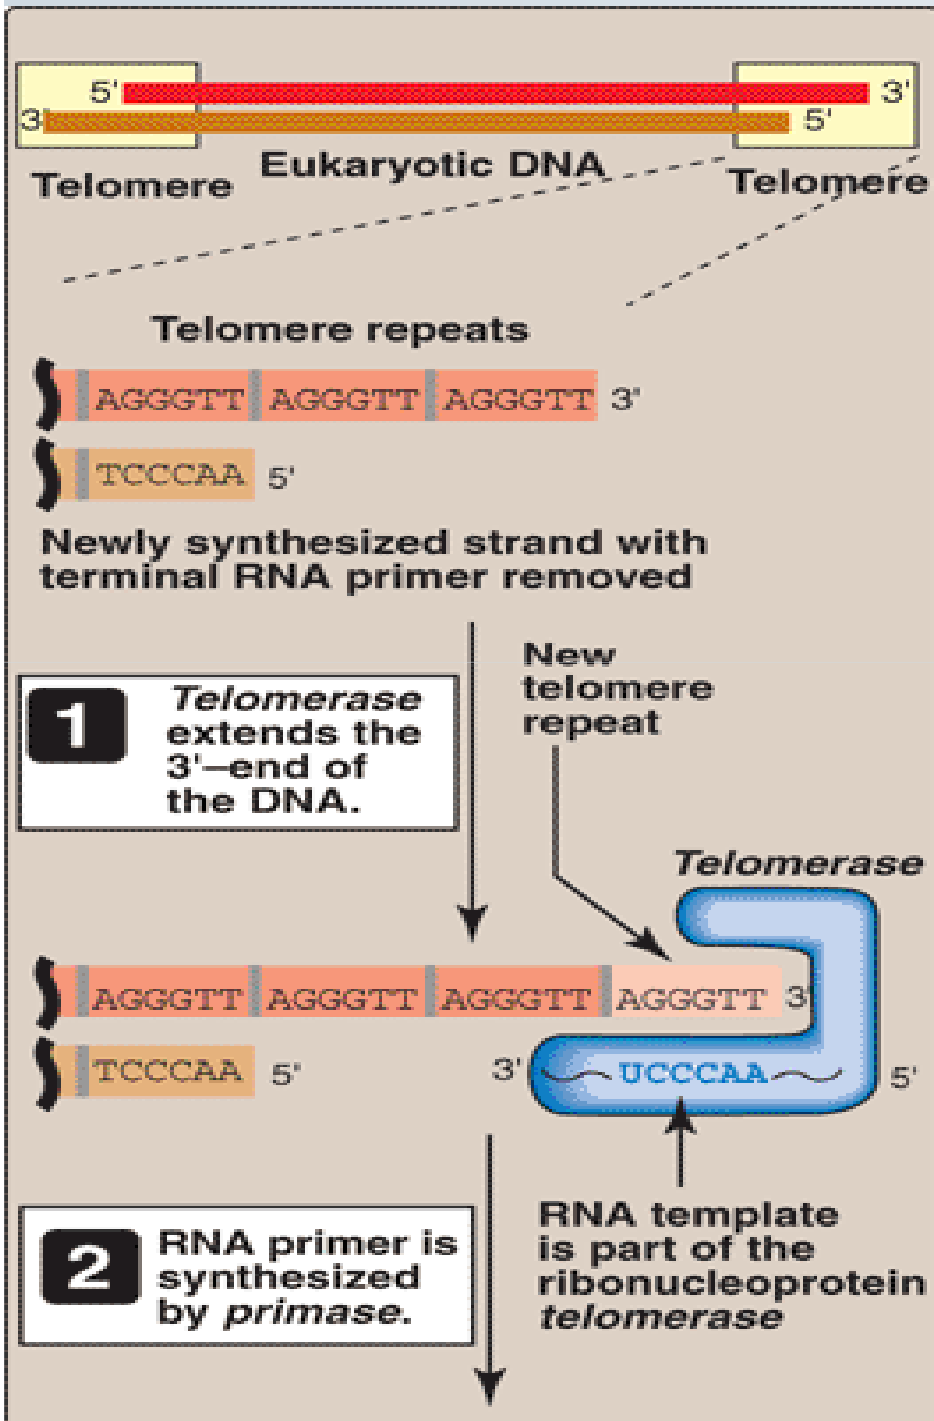 5' 3'
3 5'
Eukaryotic DNA
Telomere Telomere
Telomere repeats
AGGGTT AGGGTT AGGGTT 3'
TCCCAA 5'
Newly synthesized strand with
terminal RNA primer removed
1
Telomerase
extends the
3'–end of
the DNA.
New
telomere
repeat
Telomerase
AGGGTT AGGGTT AGGGTT AGGGTT 3'
TCCCAA 5'
3' UCCCAA 5'
2
RNA primer is
synthesized
by primase.
RNA template
is part of the
ribonucleoprotein
telomerase